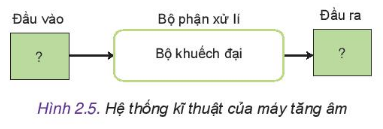 Đầu vào
Bộ phận xử lí
Đầu ra
?
Bộ khuếch đại
?
Hình 2.5. Hệ thống kĩ thuật của máy tăng âm